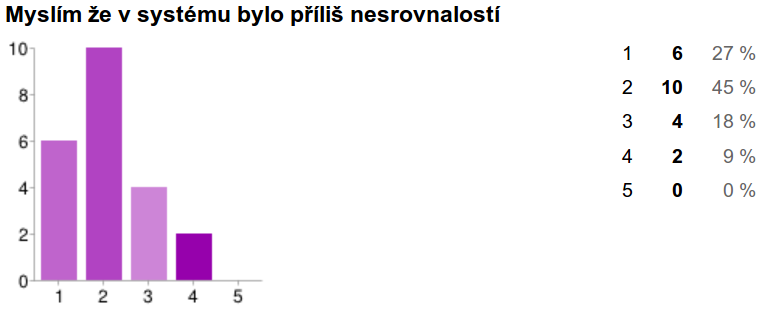 Myslím že v systému bylo příliš nesrovnalostí
10
8
6
4
2
0
1 2 3 4 5
1 6 27 %
2 10 45 %
3 4 18 %
4 2 9 %
5 0 0 %